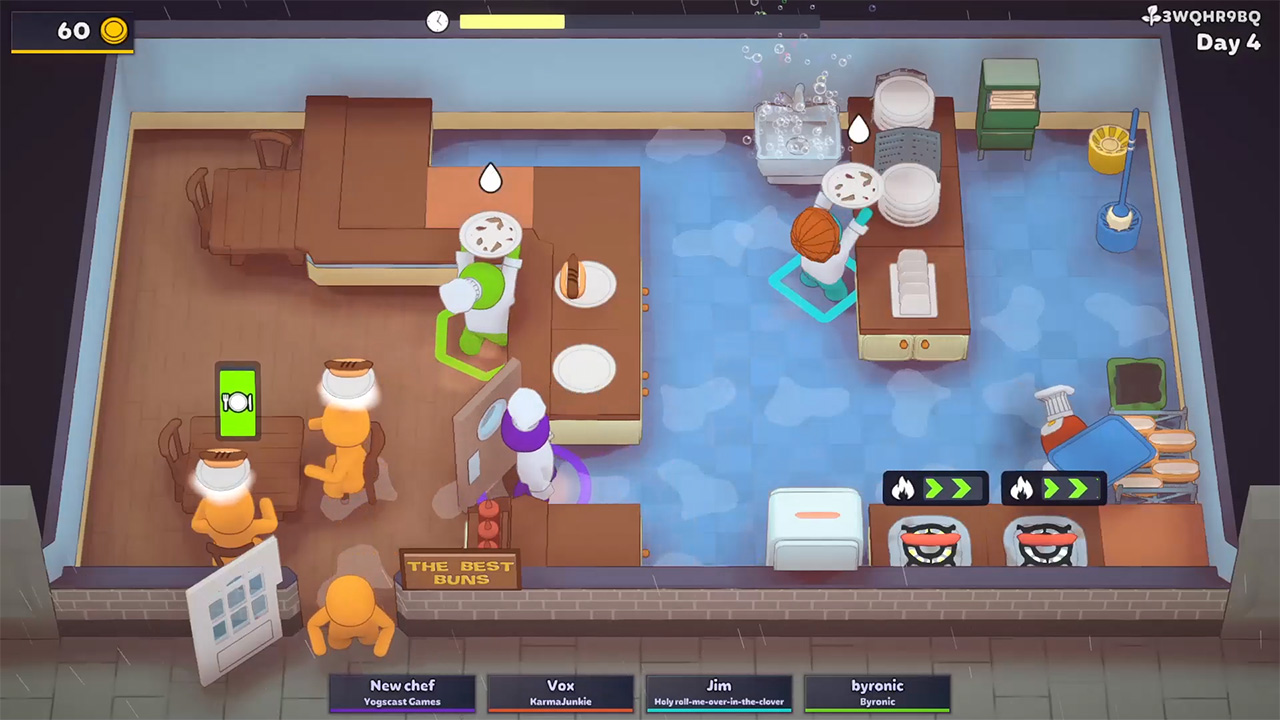 60
3WQHR9BQ
Day 4
THE BEST
BUNS
New chef
Yogscast Games
Vox
KarmaJunkie
Jim
Holy roll-me-over-in-the-clover
byronic
Byronic